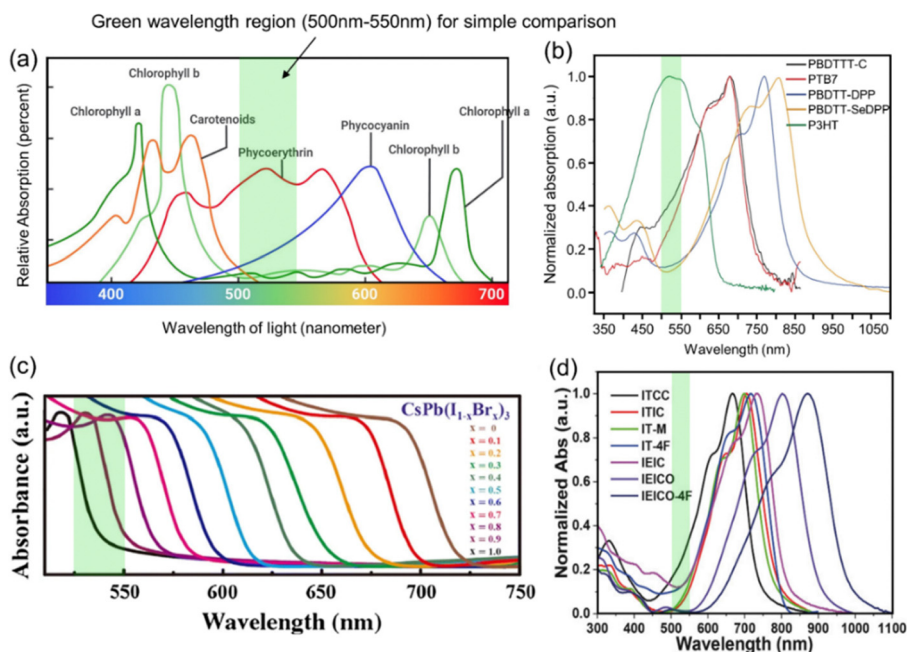 Green wavelength region (500nm-550nm) for simple comparison
(a)
Chlorophyll b
Chlorophyll a
Carotenoids
Phycoerythrin
Phycocyanin
Chlorophyll b
Chlorophyll a
Relative Absorption (percent)
400
500
600
700
Wavelength of light (nanometer)
(b)
PBDTTT-C
PTB7
PBDTT-DPP
PBDTT-SeDPP
P3HT
Normalized absorption (a.u.)
1.0
0.8
0.6
0.4
0.2
0.0
350
450
550
650
750
850
950
1100
Wavelength (nm)
(c)
CsPb(I1-xBrx)3
x = 0
x = 0.1
x = 0.2
x = 0.3
x = 0.4
x = 0.5
x = 0.6
x = 0.7
x = 0.8
x = 0.9
x = 1.0
Absorbance (a.u.)
550
600
650
700
750
Wavelength (nm)
(d)
ITCC
ITIC
IT-M
IT-4F
IEIC
IEICO
IEICO-4F
Normalized Abs (a.u.)
1.0
0.8
0.6
0.4
0.2
0.0
300
400
500
600
700
800
900
1000
1100
Wavelength (nm)